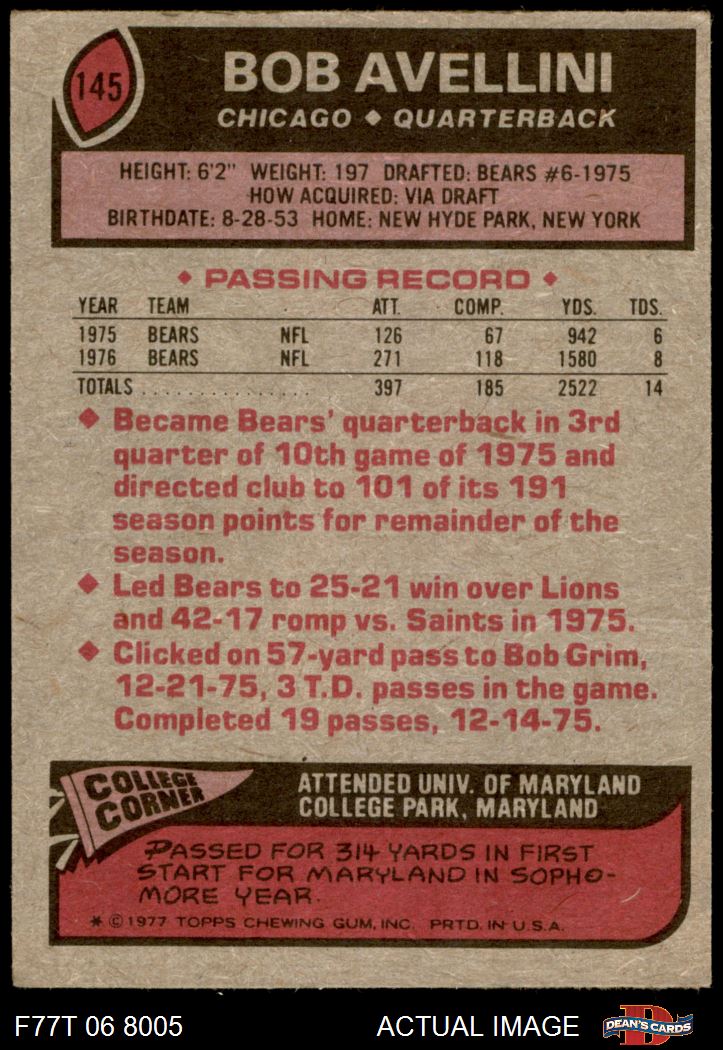 145
BOB AVELLINI
CHICAGO ◆ QUARTERBACK
HEIGHT: 6'2" WEIGHT: 197 DRAFTED: BEARS #6-1975
HOW ACQUIRED: VIA DRAFT
BIRTHDATE: 8-28-53 HOME: NEW HYDE PARK, NEW YORK
◆ PASSING RECORD ◆
YEAR TEAM ATT. COMP. YDS. TDS.
1975 BEARS NFL 126 67 942 6
1976 BEARS NFL 271 118 1580 8
TOTALS . . . . . . . . . . . . . . . 397 185 2522 14
◆ Became Bears' quarterback in 3rd
quarter of 10th game of 1975 and
directed club to 101 of its 191
season points for remainder of the
season.
◆ Led Bears to 25-21 win over Lions
and 42-17 romp vs. Saints in 1975.
◆ Clicked on 57-yard pass to Bob Grim,
12-21-75, 3 T.D. passes in the game.
Completed 19 passes, 12-14-75.
COLLEGE
CORNER
ATTENDED UNIV. OF MARYLAND
COLLEGE PARK, MARYLAND
PASSED FOR 314 YARDS IN FIRST
START FOR MARYLAND IN SOPHO-
MORE YEAR.
* © 1977 TOPPS CHEWING GUM, INC. PRTD. IN U.S.A.
F77T 06 8005 ACTUAL IMAGE
D
DEAN'S CARDS